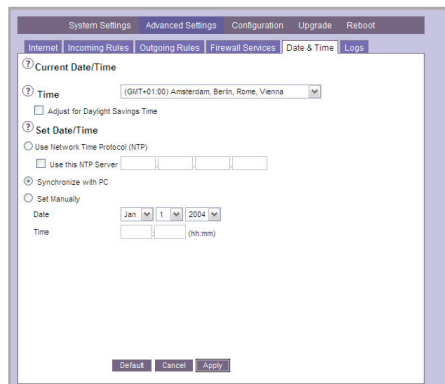 System Settings Advanced Settings Configuration Upgrade Reboot
Internet Incoming Rules Outgoing Rules Firewall Services Date & Time Logs
? Current Date/Time
? Time (GMT+01:00) Amsterdam, Berlin, Rome, Vienna
Adjust for Daylight Savings Time
? Set Date/Time
Use Network Time Protocol (NTP)
Use this NTP Server . . .
Synchronize with PC
Set Manually
Date Jan 1 2004
Time : (hh:mm)
Default Cancel Apply